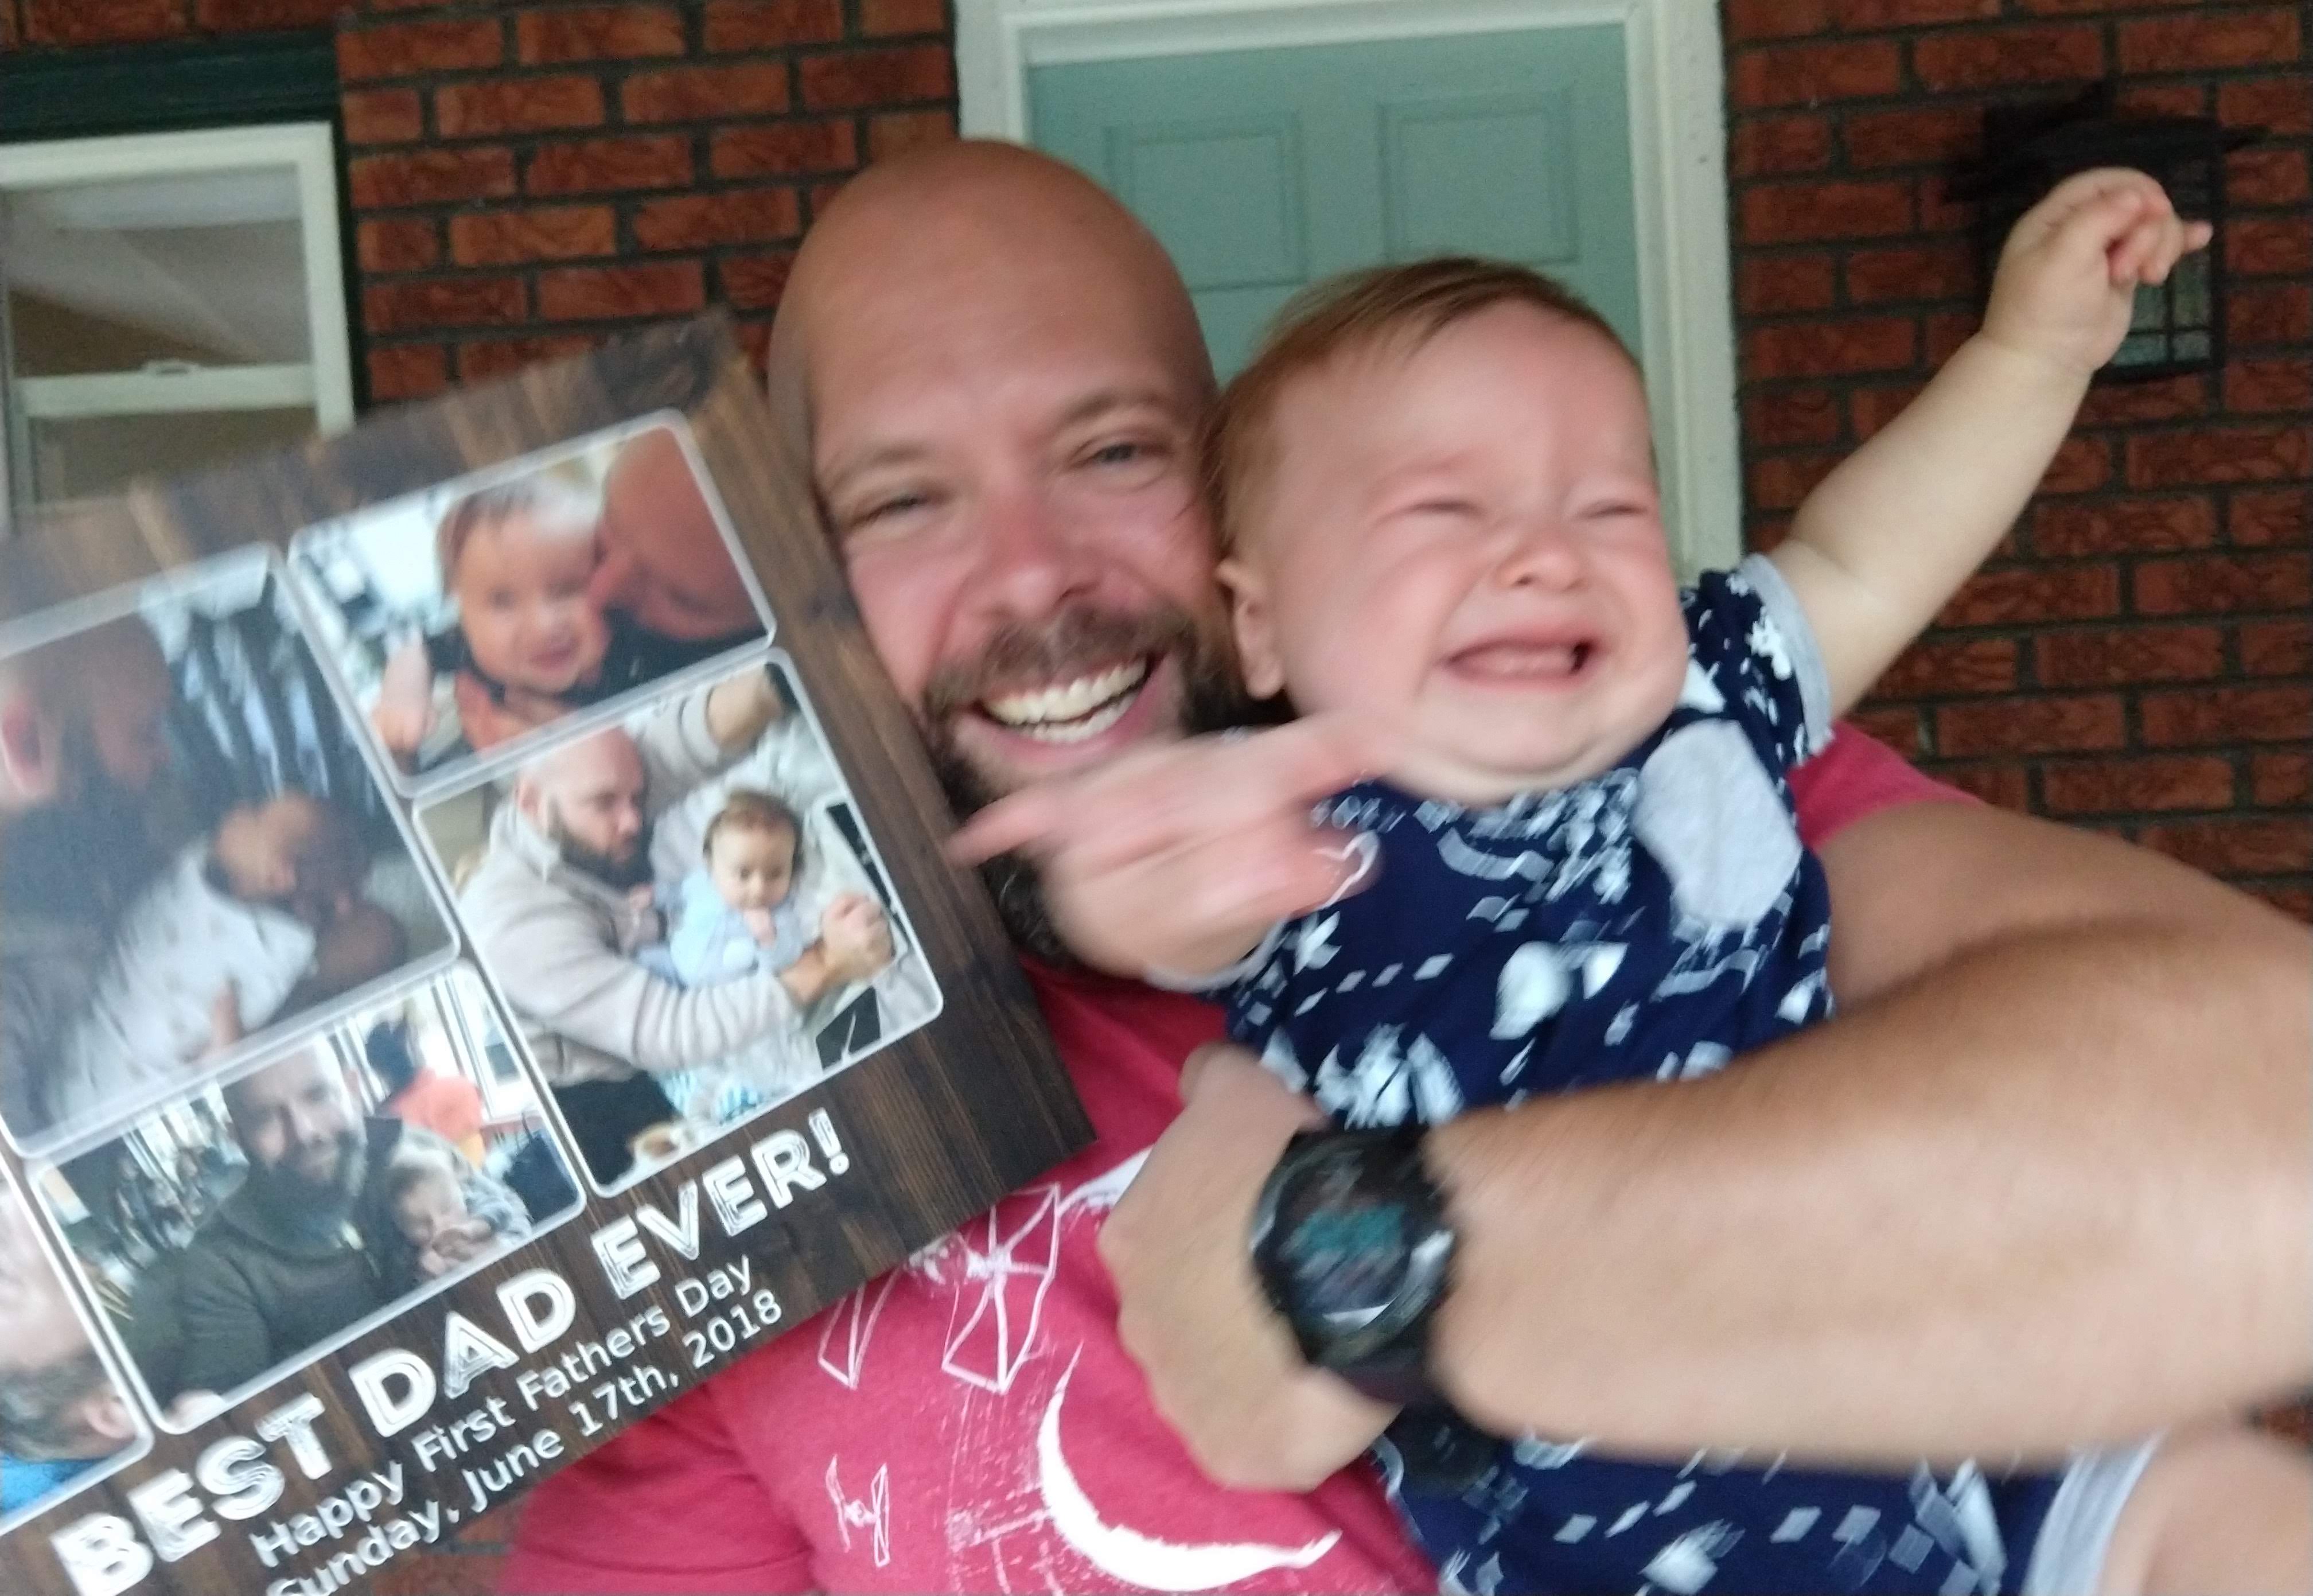 BEST DAD EVER!
Happy First Fathers Day
Sunday, June 17th, 2018